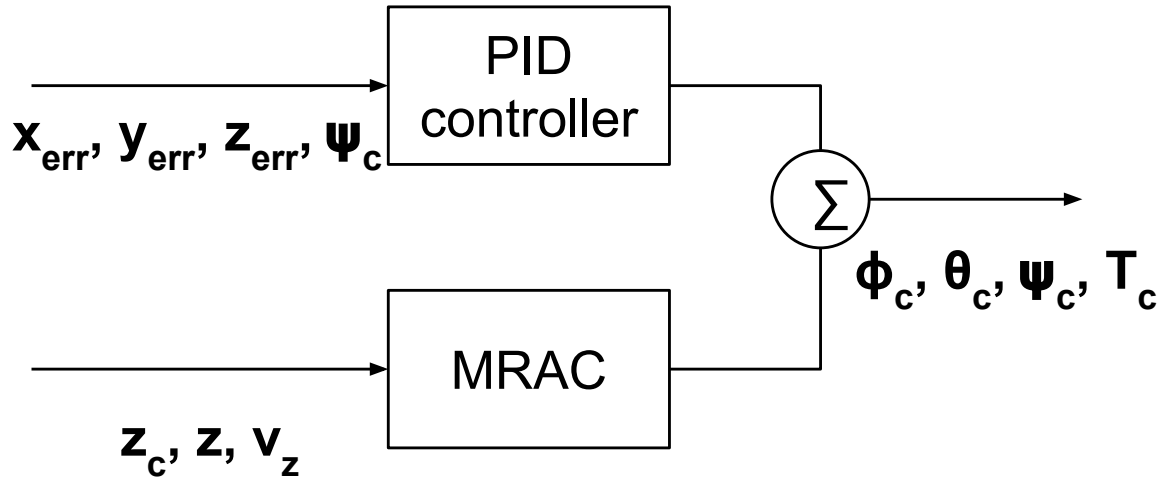 PID
controller
x_err, y_err, z_err, ψ_c
Σ
ϕ_c, θ_c, ψ_c, T_c
MRAC
z_c, z, v_z